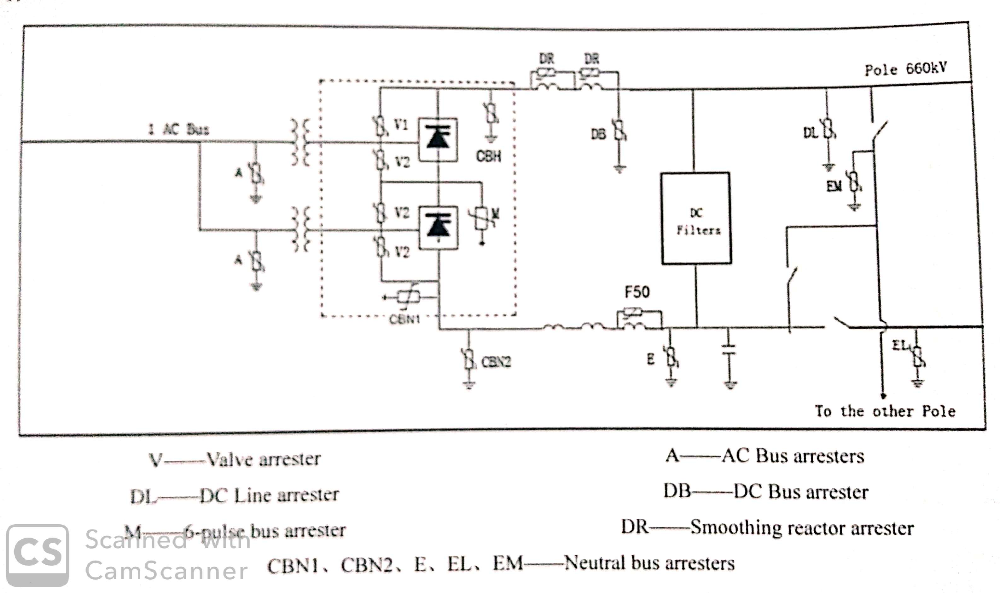 DR DR
Pole 660kV
1 AC Bus
V1
DB
DL
CBH
V2
A
EM
V2
M
DC
Filters
V2
A
F50
CBN1
EL
E
CBN2
To the other Pole
V——Valve arrester
A——AC Bus arresters
DL——DC Line arrester
DB——DC Bus arrester
M——6-pulse bus arrester
DR——Smoothing reactor arrester
CBN1、CBN2、E、EL、EM——Neutral bus arresters
CS
Scanned with
CamScanner